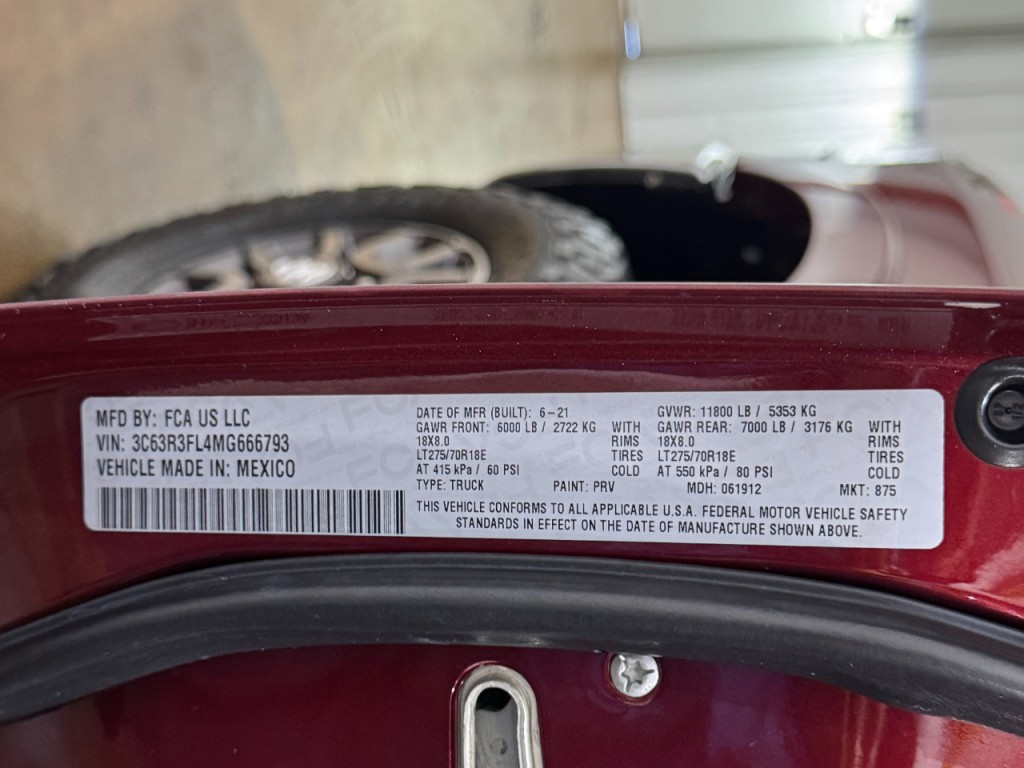 MFD BY: FCA US LLC
VIN: 3C63R3FL4MG666793
VEHICLE MADE IN: MEXICO
DATE OF MFR (BUILT): 6-21
GAWR FRONT: 6000 LB / 2722 KG WITH
18X8.0 RIMS
LT275/70R18E TIRES
AT 415 kPa / 60 PSI COLD
GVWR: 11800 LB / 5353 KG
GAWR REAR: 7000 LB / 3176 KG WITH
18X8.0 RIMS
LT275/70R18E TIRES
AT 550 kPa / 80 PSI COLD
TYPE: TRUCK PAINT: PRV MDH: 061912 MKT: 875
THIS VEHICLE CONFORMS TO ALL APPLICABLE U.S.A. FEDERAL MOTOR VEHICLE SAFETY
STANDARDS IN EFFECT ON THE DATE OF MANUFACTURE SHOWN ABOVE.